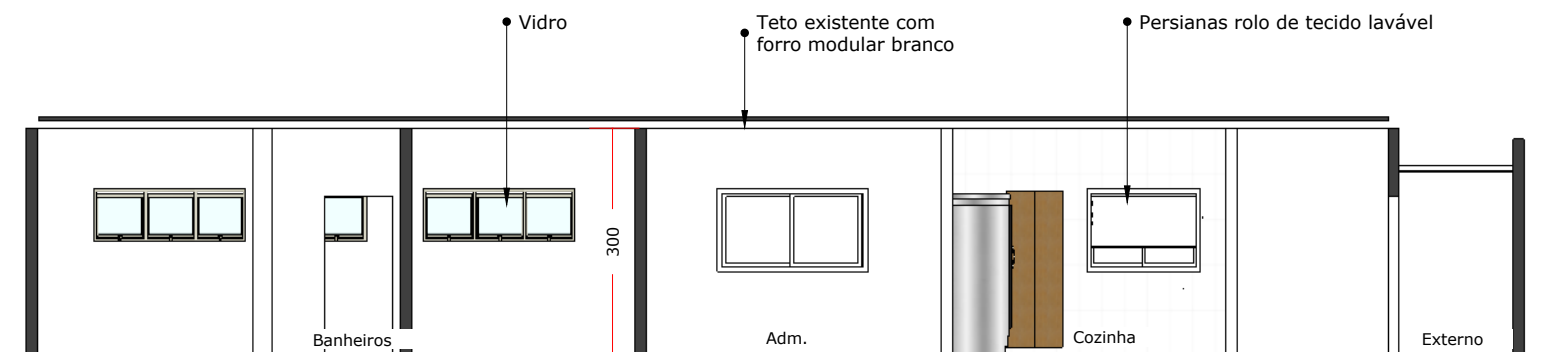 Vidro
Teto existente com
forro modular branco
Persianas rolo de tecido lavável
300
Banheiros
Adm.
Cozinha
Externo